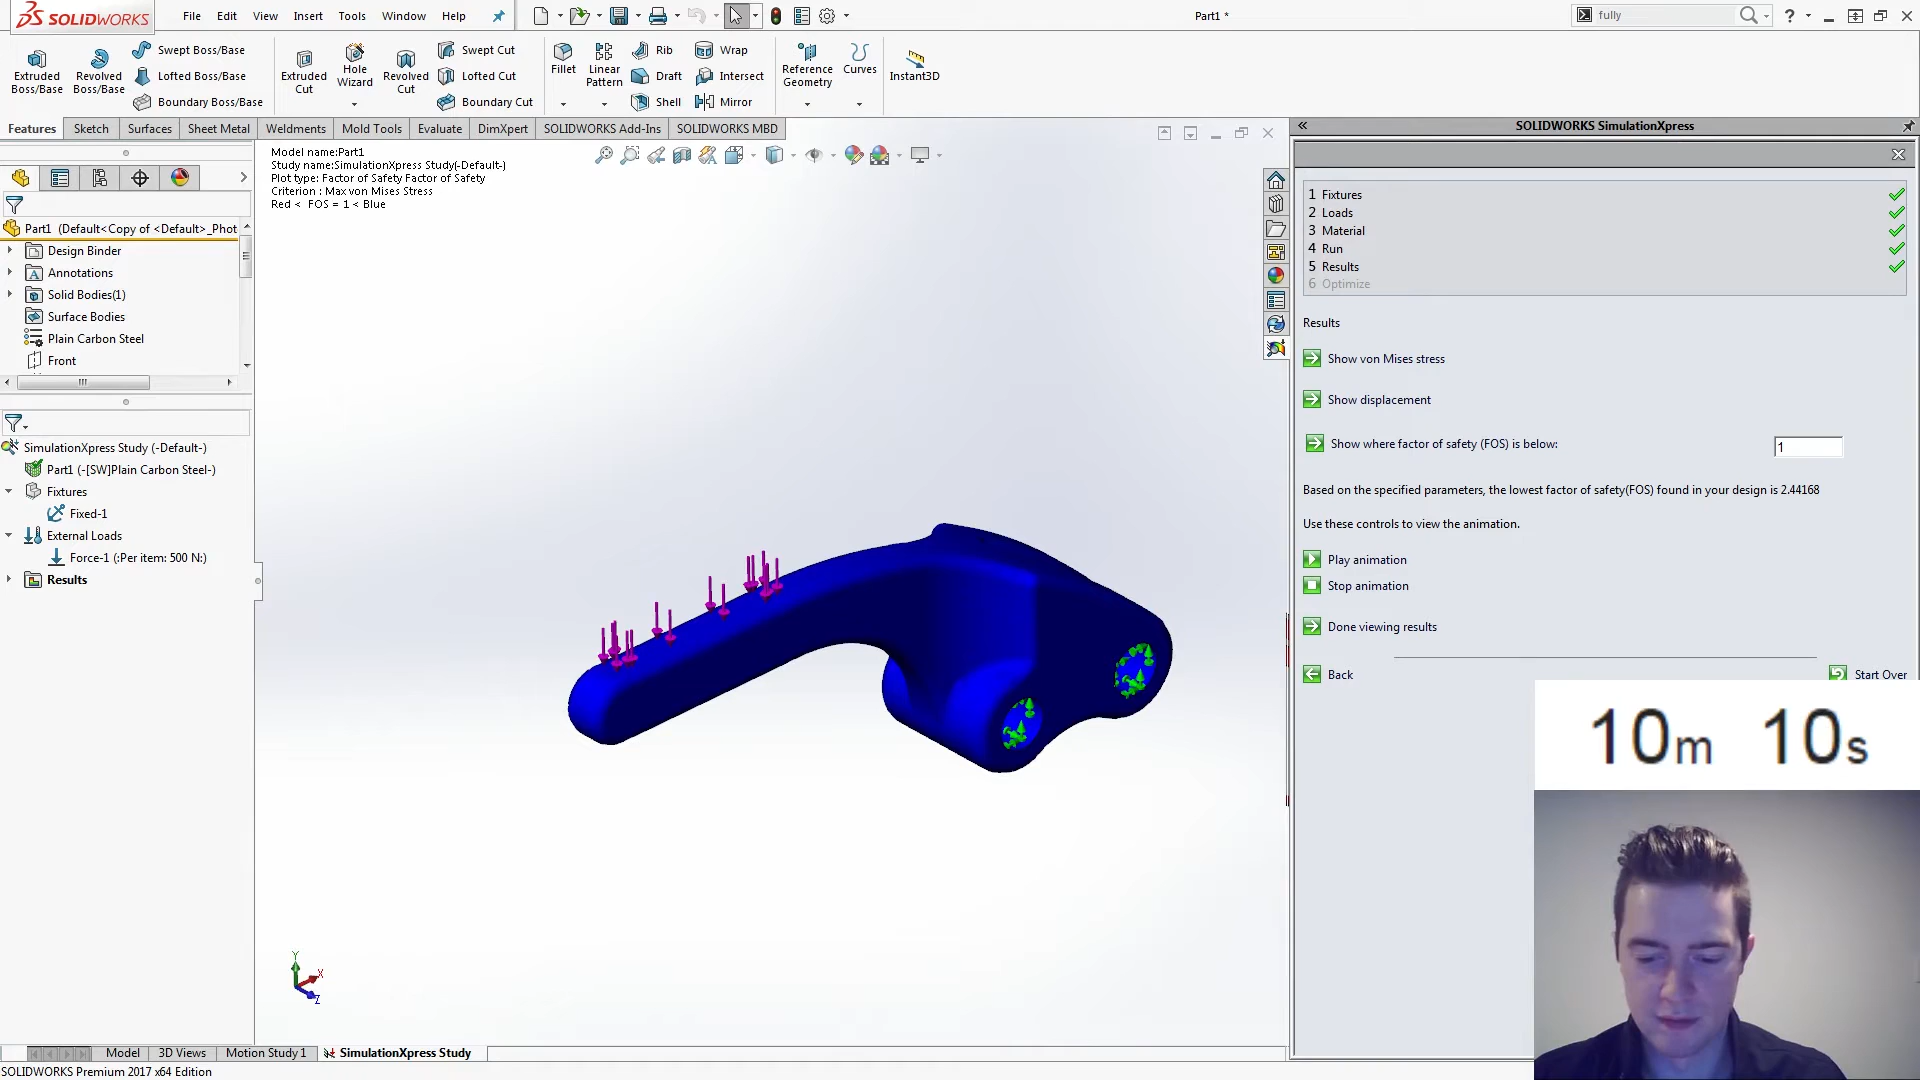 SOLIDWORKS File Edit View Insert Tools Window Help Part1 * fully
Extruded Boss/Base
Revolved Boss/Base
Swept Boss/Base
Lofted Boss/Base
Boundary Boss/Base
Extruded Cut
Hole Wizard
Revolved Cut
Swept Cut
Lofted Cut
Boundary Cut
Fillet
Linear Pattern
Rib
Draft
Shell
Wrap
Intersect
Mirror
Reference Geometry
Curves
Instant3D
Features Sketch Surfaces Sheet Metal Weldments Mold Tools Evaluate DimXpert SOLIDWORKS Add-Ins SOLIDWORKS MBD
Part1 (Default<Copy of <Default>_Phot
Design Binder
Annotations
Solid Bodies(1)
Surface Bodies
Plain Carbon Steel
Front
SimulationXpress Study (-Default-)
Part1 (-[SW]Plain Carbon Steel-)
Fixtures
Fixed-1
External Loads
Force-1 (:Per item: 500 N:)
Results
Model name:Part1
Study name:SimulationXpress Study(-Default-)
Plot type: Factor of Safety Factor of Safety
Criterion : Max von Mises Stress
Red < FOS = 1 < Blue
Y
X
Z
SOLIDWORKS SimulationXpress
1 Fixtures
2 Loads
3 Material
4 Run
5 Results
6 Optimize
Results
Show von Mises stress
Show displacement
Show where factor of safety (FOS) is below: 1
Based on the specified parameters, the lowest factor of safety(FOS) found in your design is 2.44168
Use these controls to view the animation.
Play animation
Stop animation
Done viewing results
Back Start Over
10m 10s
Model 3D Views Motion Study 1 SimulationXpress Study
SOLIDWORKS Premium 2017 x64 Edition